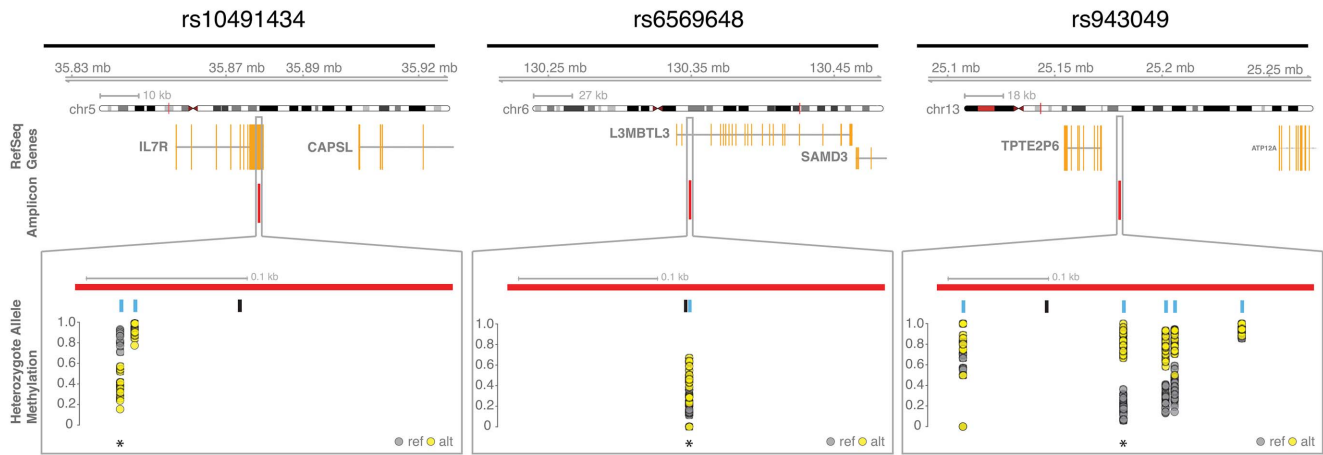 rs10491434
rs6569648
rs943049
35.83 mb 35.87 mb 35.89 mb 35.92 mb
130.25 mb 130.35 mb 130.45 mb
25.1 mb 25.15 mb 25.2 mb 25.25 mb
10 kb
27 kb
18 kb
chr5
chr6
chr13
RefSeq
Genes
IL7R
CAPSL
L3MBTL3
SAMD3
TPTE2P6
ATP12A
Amplicon
0.1 kb
0.1 kb
0.1 kb
Heterozygote Allele
Methylation
1.0
0.8
0.6
0.4
0.2
0
*
ref alt
1.0
0.8
0.6
0.4
0.2
0
*
ref alt
1.0
0.8
0.6
0.4
0.2
0
*
ref alt